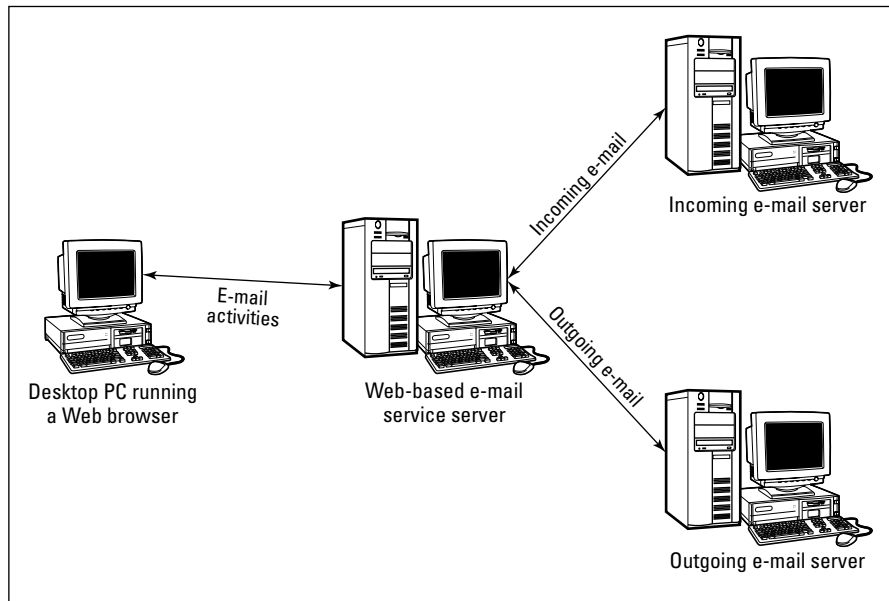 Incoming e-mail
Incoming e-mail server
E-mail
activities
Desktop PC running
a Web browser
Web-based e-mail
service server
Outgoing e-mail
Outgoing e-mail server